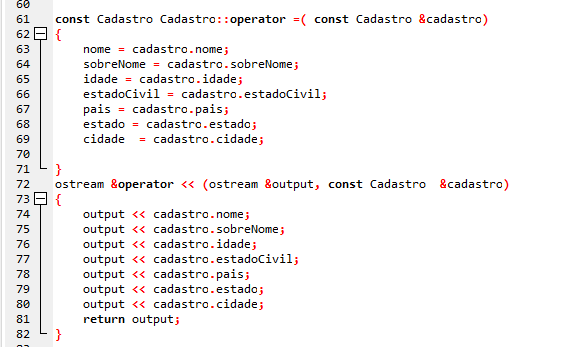 60
61 const Cadastro Cadastro::operator =( const Cadastro &cadastro)
62 {
63 nome = cadastro.nome;
64 sobreNome = cadastro.sobreNome;
65 idade = cadastro.idade;
66 estadoCivil = cadastro.estadoCivil;
67 pais = cadastro.pais;
68 estado = cadastro.estado;
69 cidade  = cadastro.cidade;
70
71 }
72 ostream &operator << (ostream &output, const Cadastro  &cadastro)
73 {
74 output << cadastro.nome;
75 output << cadastro.sobreNome;
76 output << cadastro.idade;
77 output << cadastro.estadoCivil;
78 output << cadastro.pais;
79 output << cadastro.estado;
80 output << cadastro.cidade;
81 return output;
82 }